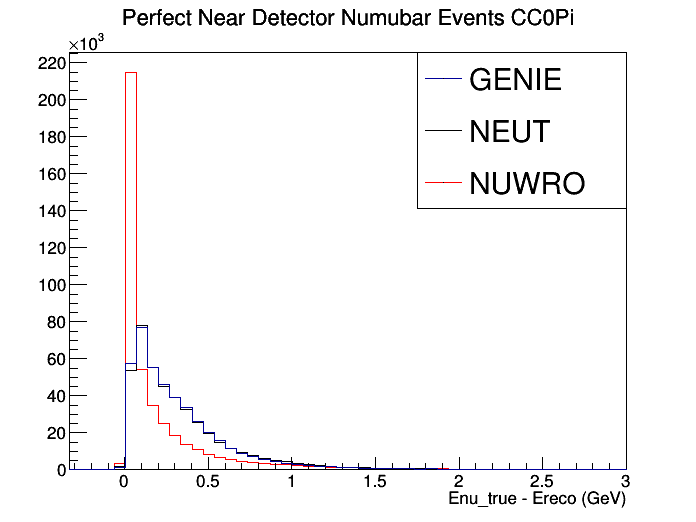 Perfect Near Detector Numubar Events CC0Pi
×10³
GENIE
NEUT
NUWRO
220
200
180
160
140
120
100
80
60
40
20
0
0 0.5 1 1.5 2 2.5 3
Enu_true - Ereco (GeV)